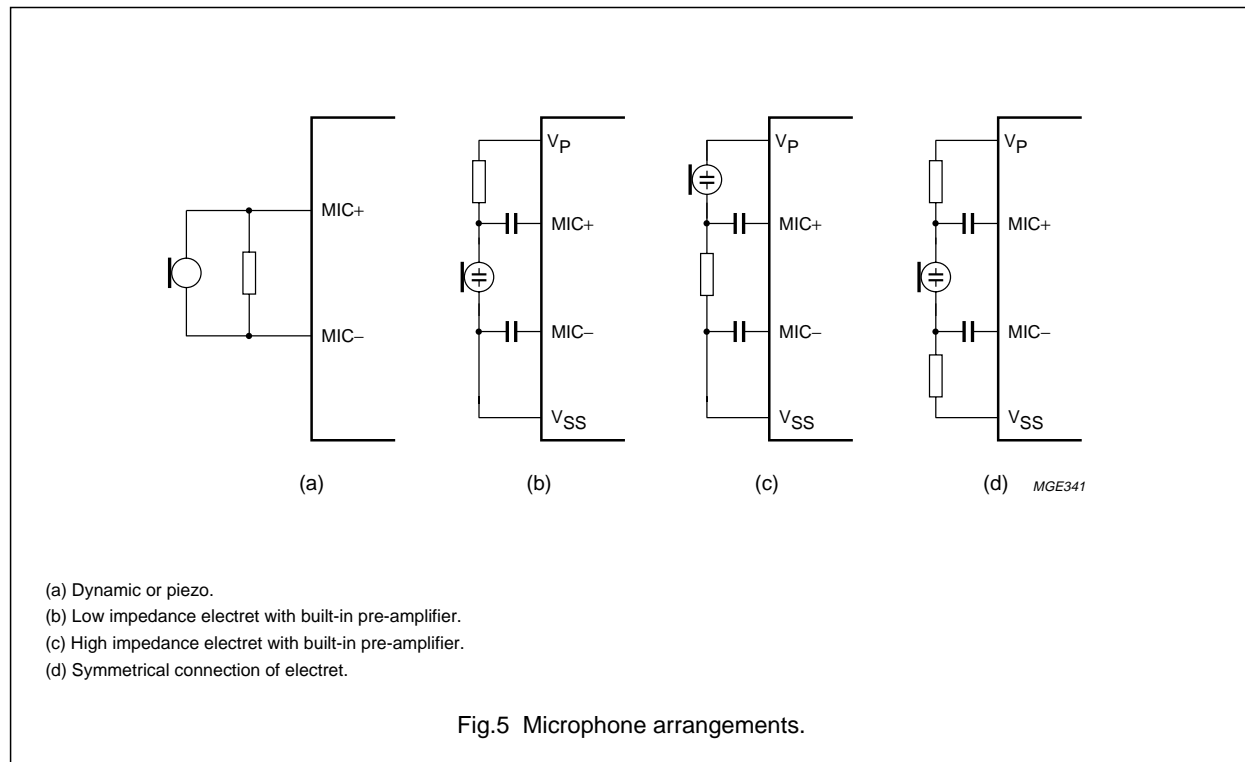 VP VP VP
MIC+ MIC+ MIC+ MIC+
MIC− MIC− MIC− MIC−
VSS VSS VSS
(a) (b) (c) (d) MGE341
(a) Dynamic or piezo.
(b) Low impedance electret with built-in pre-amplifier.
(c) High impedance electret with built-in pre-amplifier.
(d) Symmetrical connection of electret.
Fig.5 Microphone arrangements.